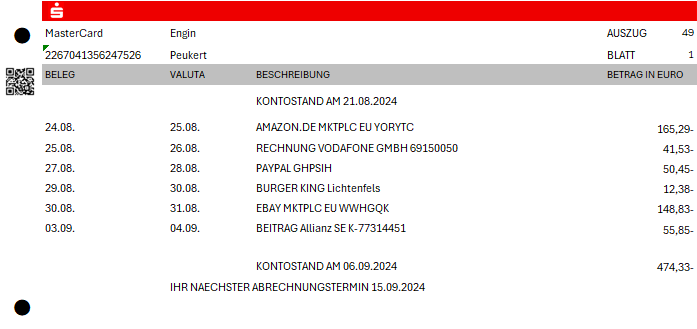 MasterCard Engin AUSZUG 49
2267041356247526 Peukert BLATT 1
BELEG VALUTA BESCHREIBUNG BETRAG IN EURO
KONTOSTAND AM 21.08.2024
24.08. 25.08. AMAZON.DE MKTPLC EU YORYTC 165,29-
25.08. 26.08. RECHNUNG VODAFONE GMBH 69150050 41,53-
27.08. 28.08. PAYPAL GHPSIH 50,45-
29.08. 30.08. BURGER KING Lichtenfels 12,38-
30.08. 31.08. EBAY MKTPLC EU WWHGQK 148,83-
03.09. 04.09. BEITRAG Allianz SE K-77314451 55,85-
KONTOSTAND AM 06.09.2024 474,33-
IHR NAECHSTER ABRECHNUNGSTERMIN 15.09.2024